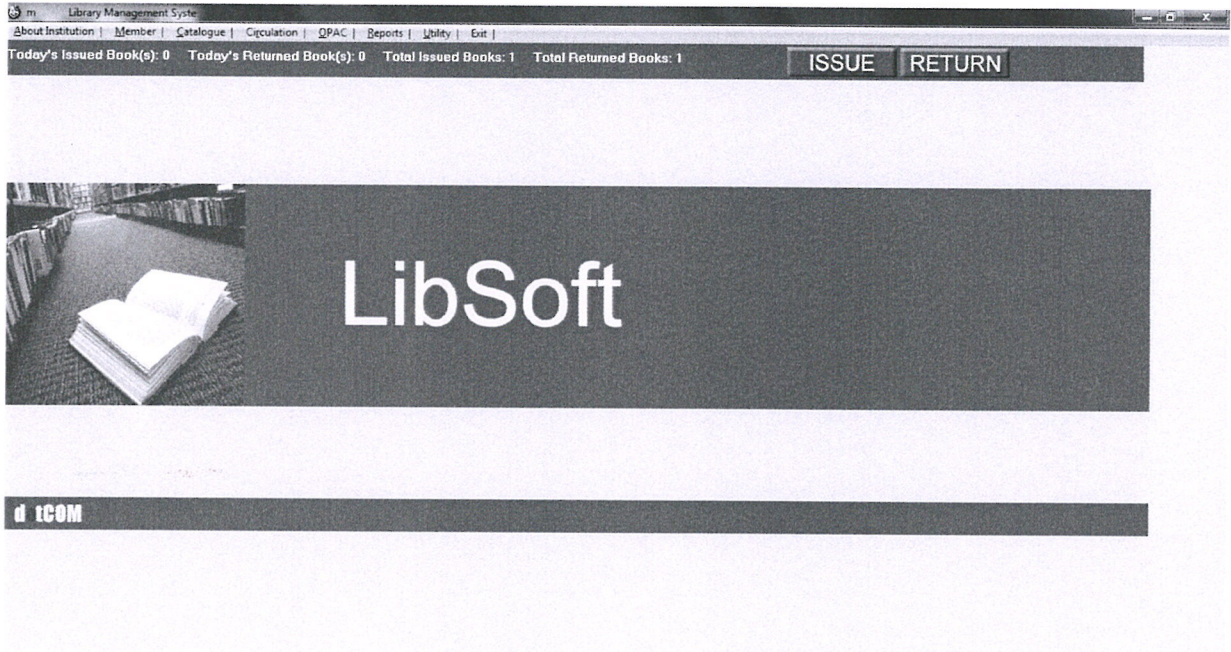 m Library Management Syste
About Institution | Member | Catalogue | Circulation | OPAC | Reports | Utility | Exit |
Today's Issued Book(s): 0 Today's Returned Book(s): 0 Total Issued Books: 1 Total Returned Books: 1 ISSUE RETURN
LibSoft
d tCOM